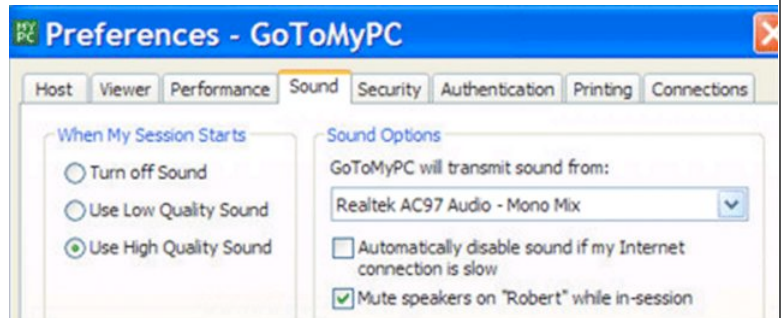 MY PC Preferences - GoToMyPC
Host Viewer Performance Sound Security Authentication Printing Connections
When My Session Starts
Turn off Sound
Use Low Quality Sound
Use High Quality Sound
Sound Options
GoToMyPC will transmit sound from:
Realtek AC97 Audio - Mono Mix
Automatically disable sound if my Internet
connection is slow
Mute speakers on "Robert" while in-session